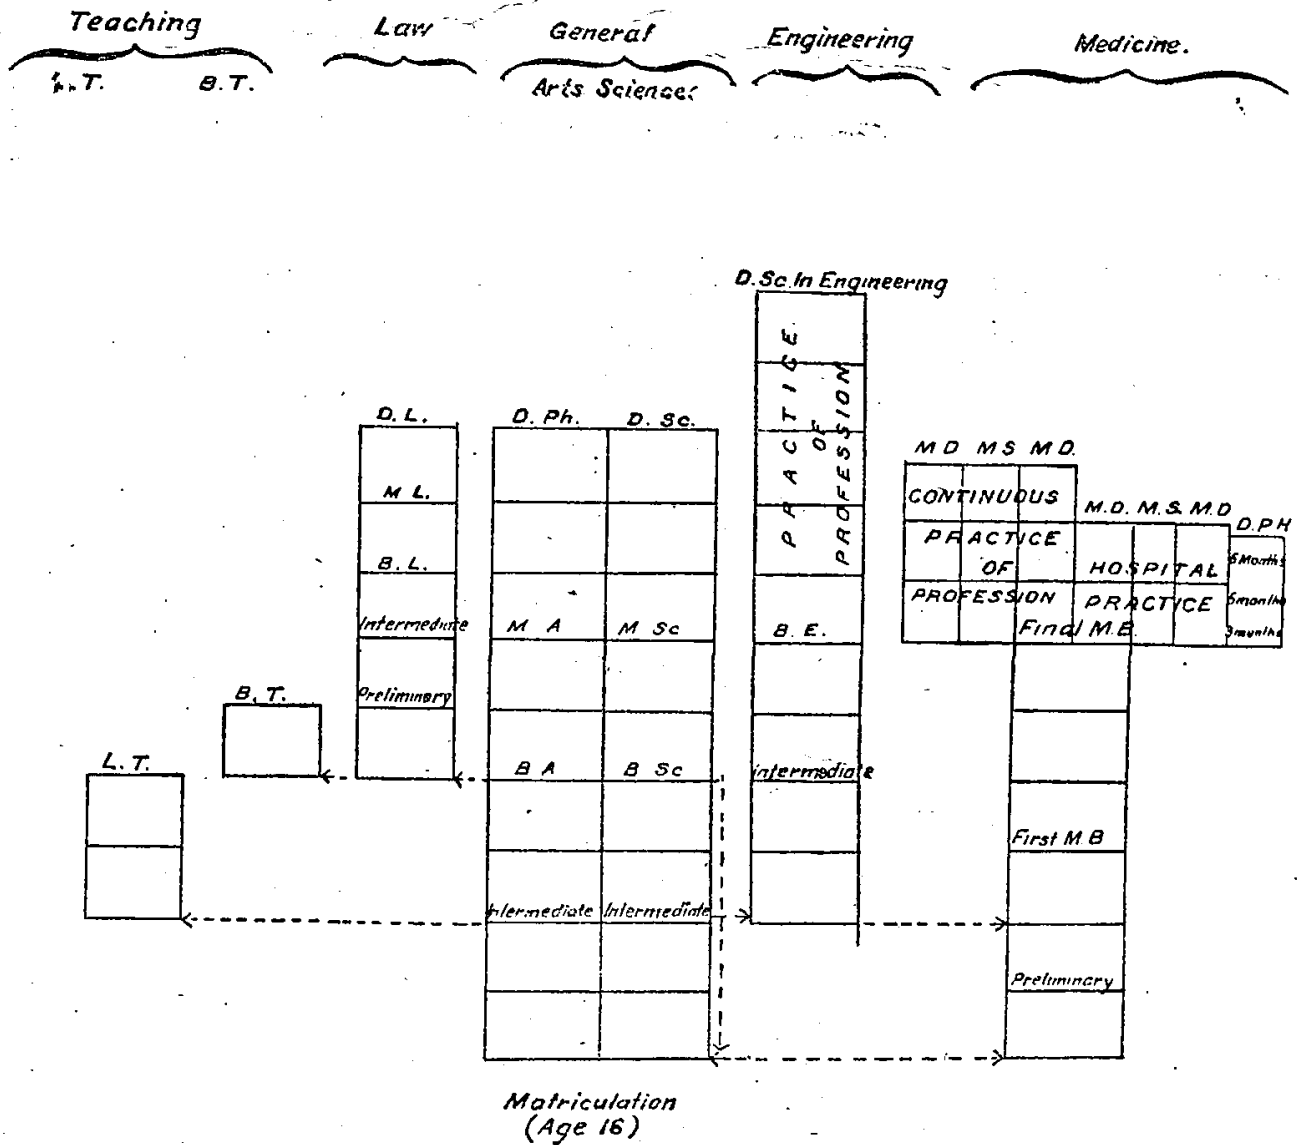 Teaching
Law
General
Engineering
Medicine.
T. B.T.
Arts Science
D.Sc.In Engineering
PRACTICE
OF
PROFESSION
D.L.
D.Ph. D.Sc.
M L.
B.L.
Intermediate
Preliminary
M A M Sc
B.E.
B A B Sc
Intermediate
Intermediate Intermediate
B.T.
L.T.
MD MS MD.
CONTINUOUS
PRACTICE
OF
PROFESSION
M.D. M.S. M.D
HOSPITAL
PRACTICE
D.P.H
Months
months
3 months
Final M.B.
First M B
Preliminary
Matriculation
(Age 16)